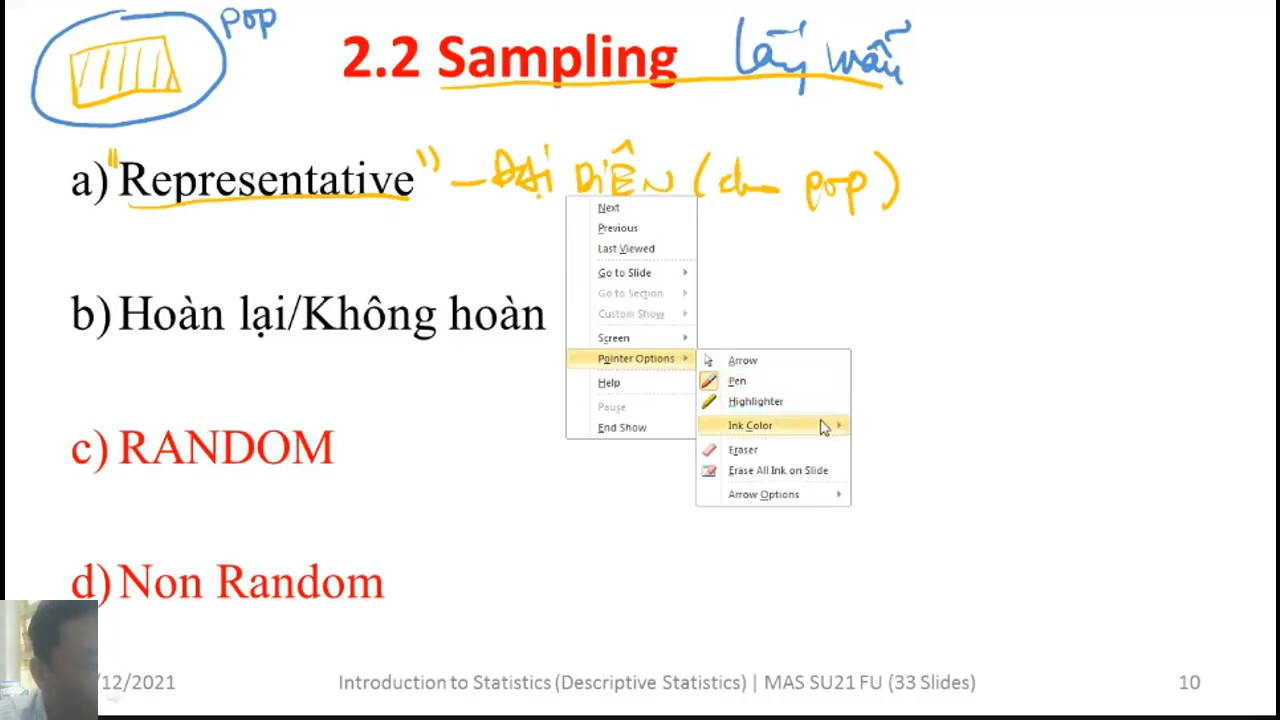 pop
2.2 Sampling lấy mẫu
a) "Representative" – ĐẠI DIỆN (cho pop)
Next
Previous
Last Viewed
Go to Slide
Go to Section
Custom Show
b) Hoàn lại/Không hoàn
Screen
Pointer Options
Help
Pause
End Show
Arrow
Pen
Highlighter
Ink Color
Eraser
Erase All Ink on Slide
Arrow Options
c) RANDOM
d) Non Random
/12/2021
Introduction to Statistics (Descriptive Statistics) | MAS SU21 FU (33 Slides)
10